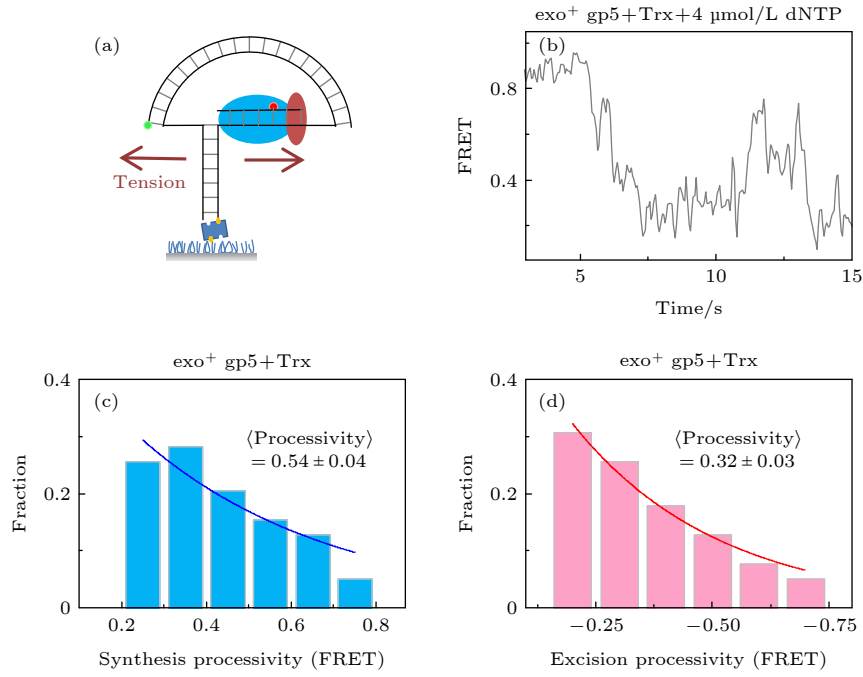 (a)
Tension
exo⁺ gp5+Trx+4 μmol/L dNTP
(b)
0.8
0.4
FRET
5
10
15
Time/s
exo⁺ gp5+Trx
(c)
0.4
0.2
0
Fraction
⟨Processivity⟩
= 0.54±0.04
0.2
0.4
0.6
0.8
Synthesis processivity (FRET)
exo⁺ gp5+Trx
(d)
0.4
0.2
0
Fraction
⟨Processivity⟩
= 0.32±0.03
−0.25
−0.50
−0.75
Excision processivity (FRET)